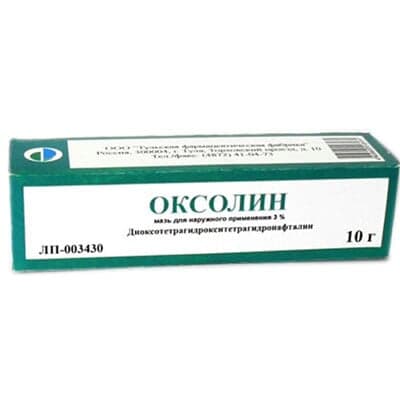 ООО "Тульская фармацевтическая фабрика"
Россия, 300004, г. Тула, Торховский проезд, д. 10
Тел./факс: (4872) 41-04-73
ОКСОЛИН
мазь для наружного применения 3 %
Диоксотетрагидрокситетрагидронафталин
ЛП-003430
10 г